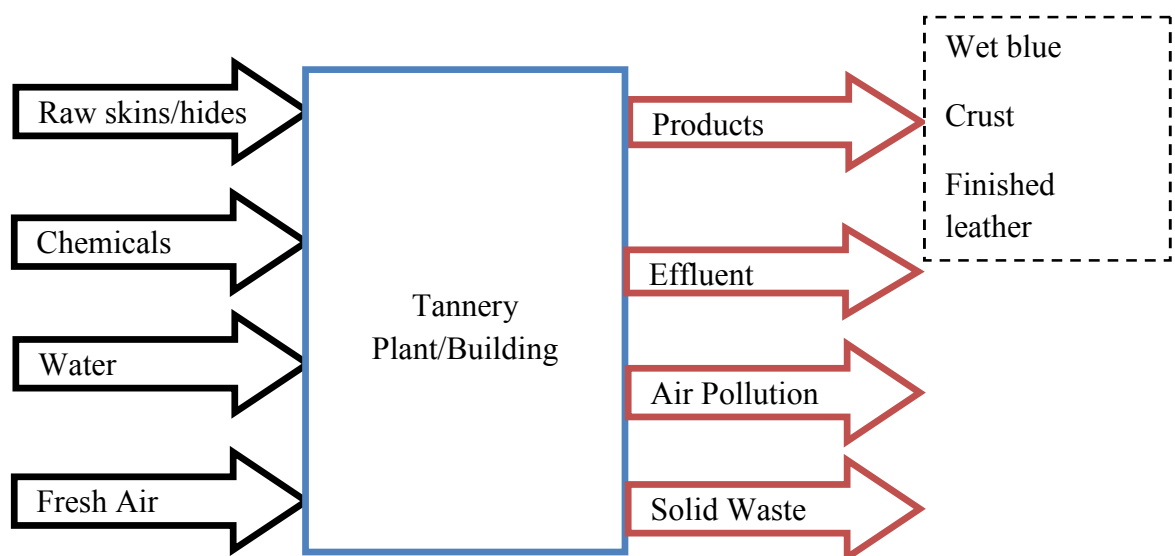 Raw skins/hides
Chemicals
Water
Fresh Air
Tannery
Plant/Building
Products
Effluent
Air Pollution
Solid Waste
Wet blue
Crust
Finished
leather